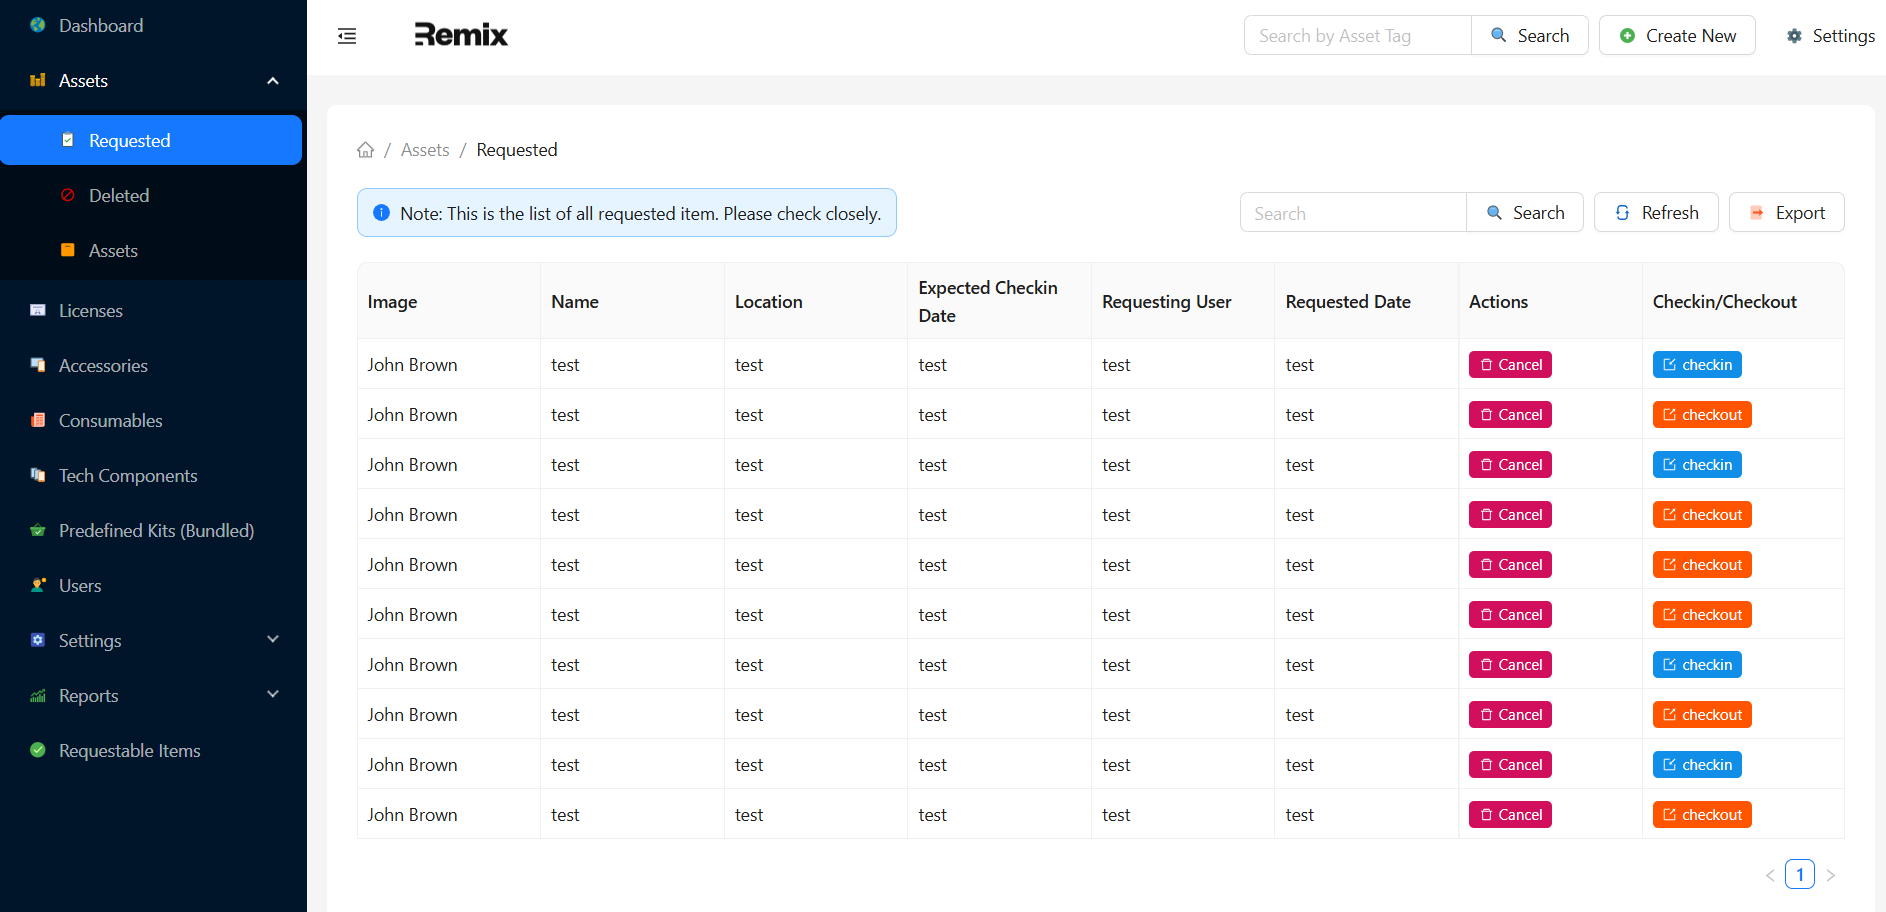 Dashboard
Assets
Requested
Deleted
Assets
Licenses
Accessories
Consumables
Tech Components
Predefined Kits (Bundled)
Users
Settings
Reports
Requestable Items
Remix
Search by Asset Tag
Search
Create New
Settings
/ Assets / Requested
Note: This is the list of all requested item. Please check closely.
Search
Search
Refresh
Export
Image Name Location Expected Checkin Date Requesting User Requested Date Actions Checkin/Checkout
John Brown test test test test test Cancel checkin
John Brown test test test test test Cancel checkout
John Brown test test test test test Cancel checkin
John Brown test test test test test Cancel checkout
John Brown test test test test test Cancel checkout
John Brown test test test test test Cancel checkout
John Brown test test test test test Cancel checkin
John Brown test test test test test Cancel checkout
John Brown test test test test test Cancel checkin
John Brown test test test test test Cancel checkout
1